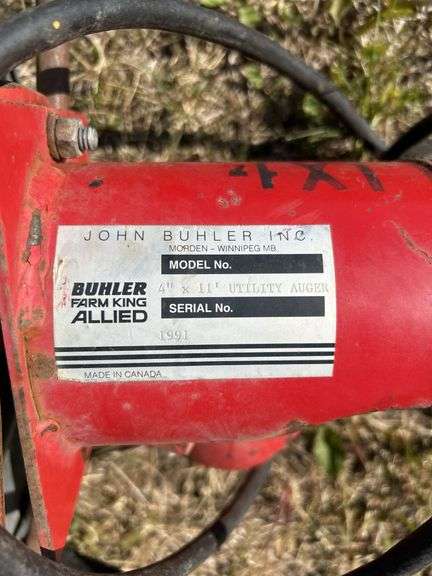 4X1
JOHN BUHLER INC.
MORDEN - WINNIPEG MB.
MODEL No.
BUHLER
FARM KING
ALLIED
4" x 11' UTILITY AUGER
SERIAL No.
1991
MADE IN CANADA